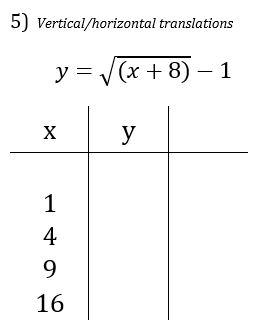 5) Vertical/horizontal translations
y = √(x + 8) − 1
x y
1
4
9
16